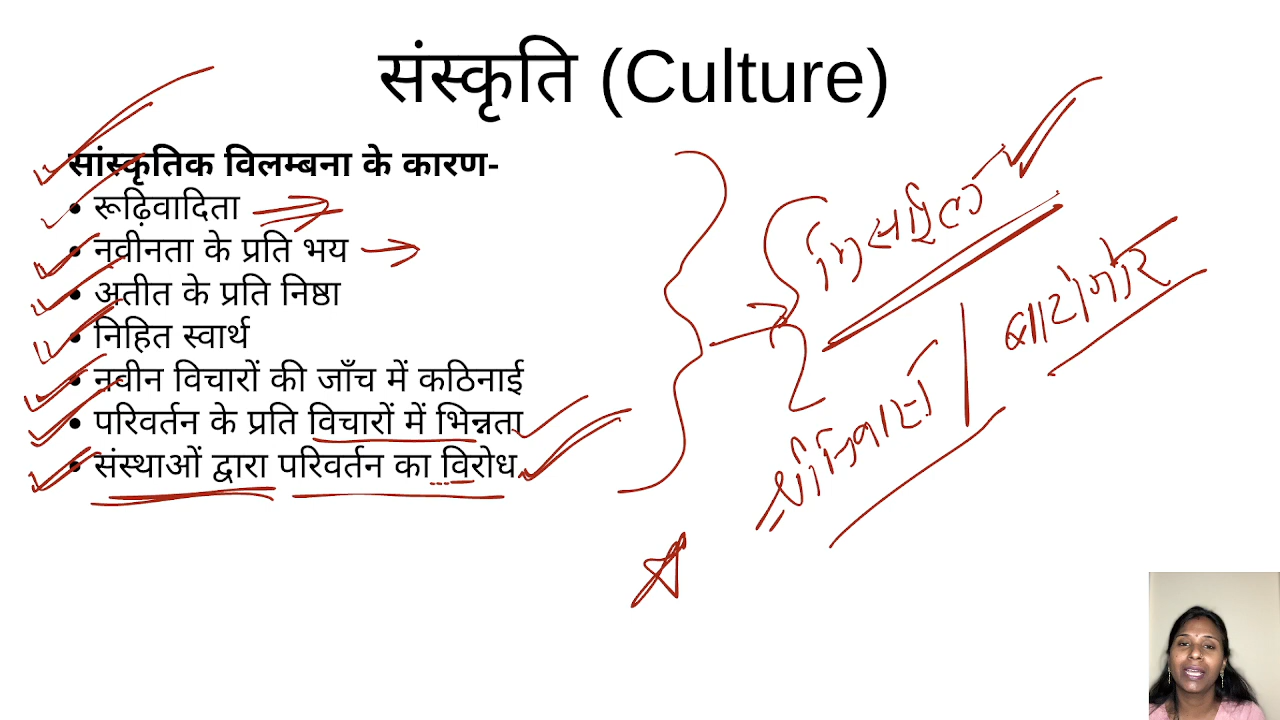 संस्कृति (Culture)
सांस्कृतिक विलम्बना के कारण-
• रूढ़िवादिता
• नवीनता के प्रति भय
• अतीत के प्रति निष्ठा
• निहित स्वार्थ
• नवीन विचारों की जाँच में कठिनाई
• परिवर्तन के प्रति विचारों में भिन्नता
• संस्थाओं द्वारा परिवर्तन का विरोध